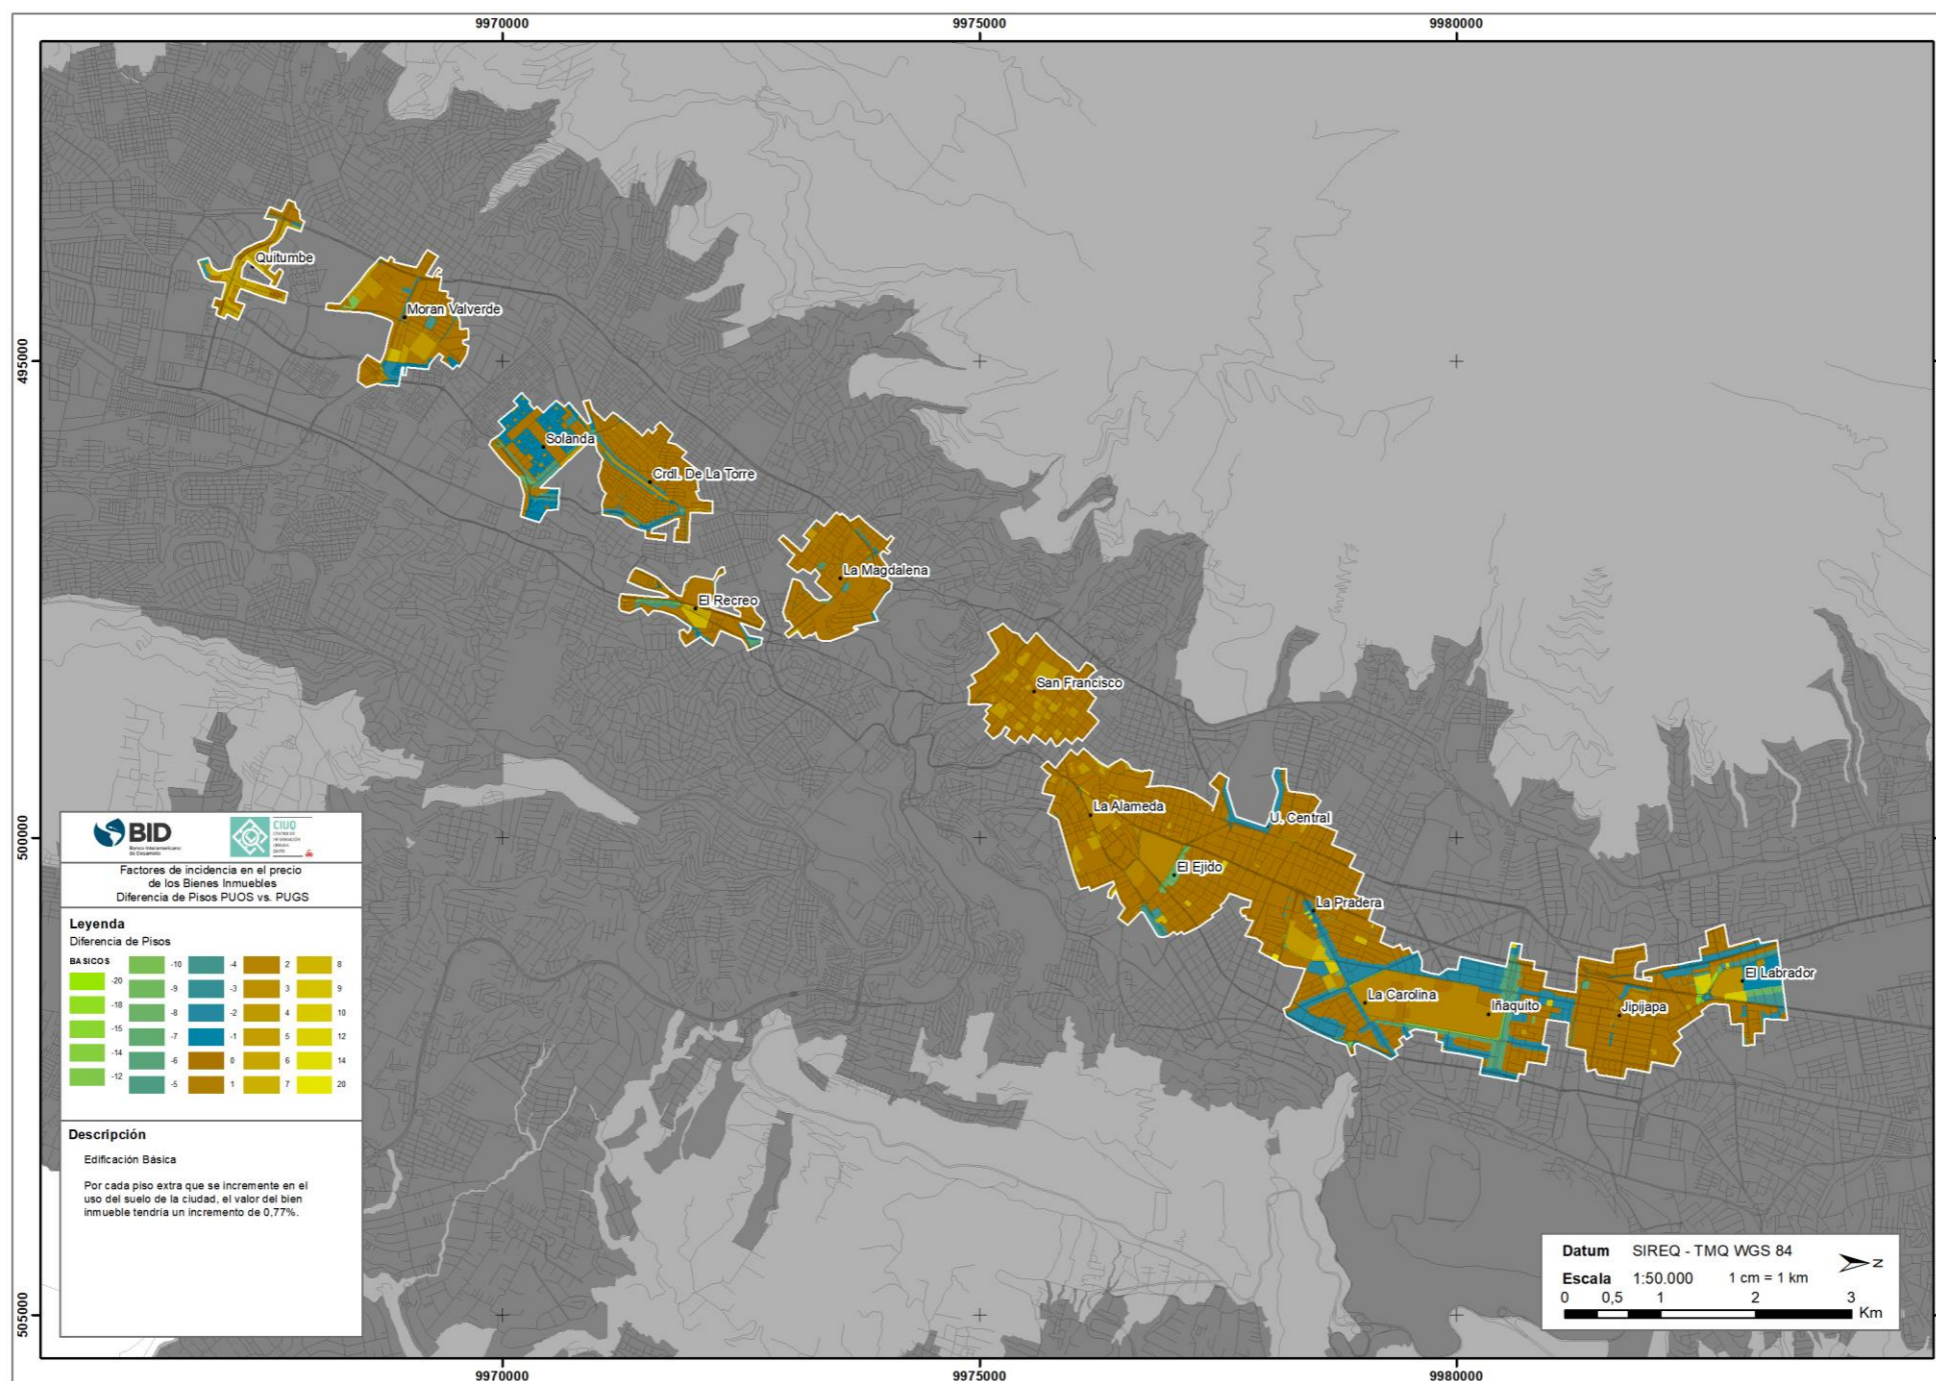 9970000 9975000 9980000
495000
500000
505000
Quitumbe
Moran Valverde
Solanda
Crdl. De La Torre
La Magdalena
El Recreo
San Francisco
La Alameda
U. Central
El Ejido
La Pradera
El Labrador
La Carolina
Iñaquito
Jipijapa
BID
Banco Interamericano
de Desarrollo
CIUQ
Factores de incidencia en el precio
de los Bienes Inmuebles
Diferencia de Pisos PUOS vs. PUGS
Leyenda
Diferencia de Pisos
BASICOS
-20
-18
-15
-14
-12
-10
-9
-8
-7
-6
-5
-4
-3
-2
-1
0
1
2
3
4
5
6
7
8
9
10
12
14
20
Descripción
Edificación Básica
Por cada piso extra que se incremente en el
uso del suelo de la ciudad, el valor del bien
inmueble tendría un incremento de 0,77%.
Datum SIREQ - TMQ WGS 84
N
Escala 1:50.000 1 cm = 1 km
0 0,5 1 2 3
Km
9970000 9975000 9980000